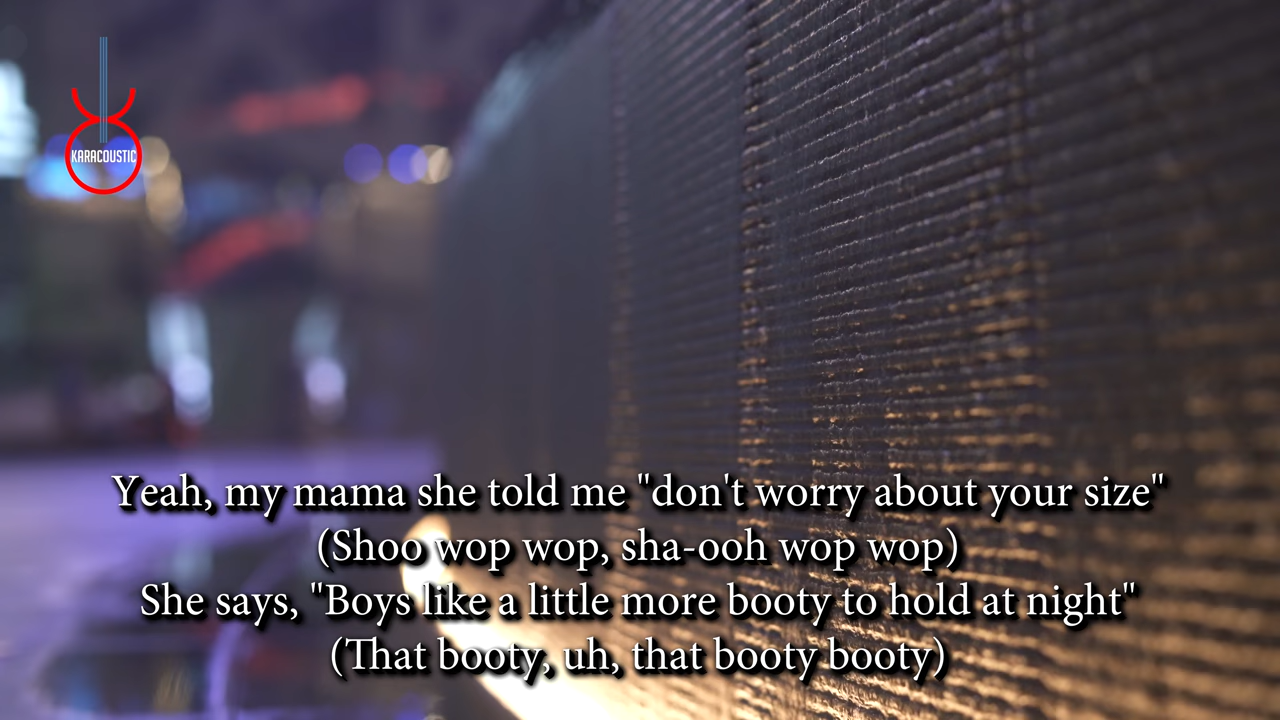 KARACOUSTIC
Yeah, my mama she told me "don't worry about your size"
(Shoo wop wop, sha-ooh wop wop)
She says, "Boys like a little more booty to hold at night"
(That booty, uh, that booty booty)